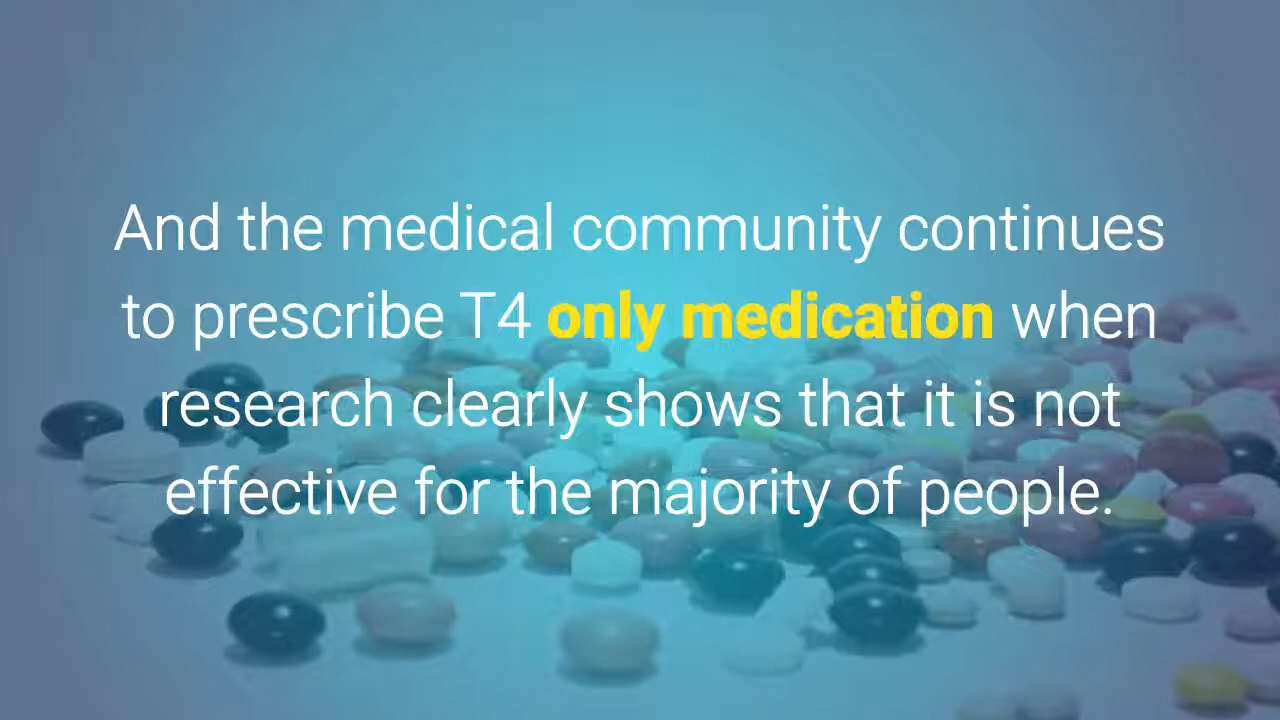 And the medical community continues
to prescribe T4 only medication when
research clearly shows that it is not
effective for the majority of people.